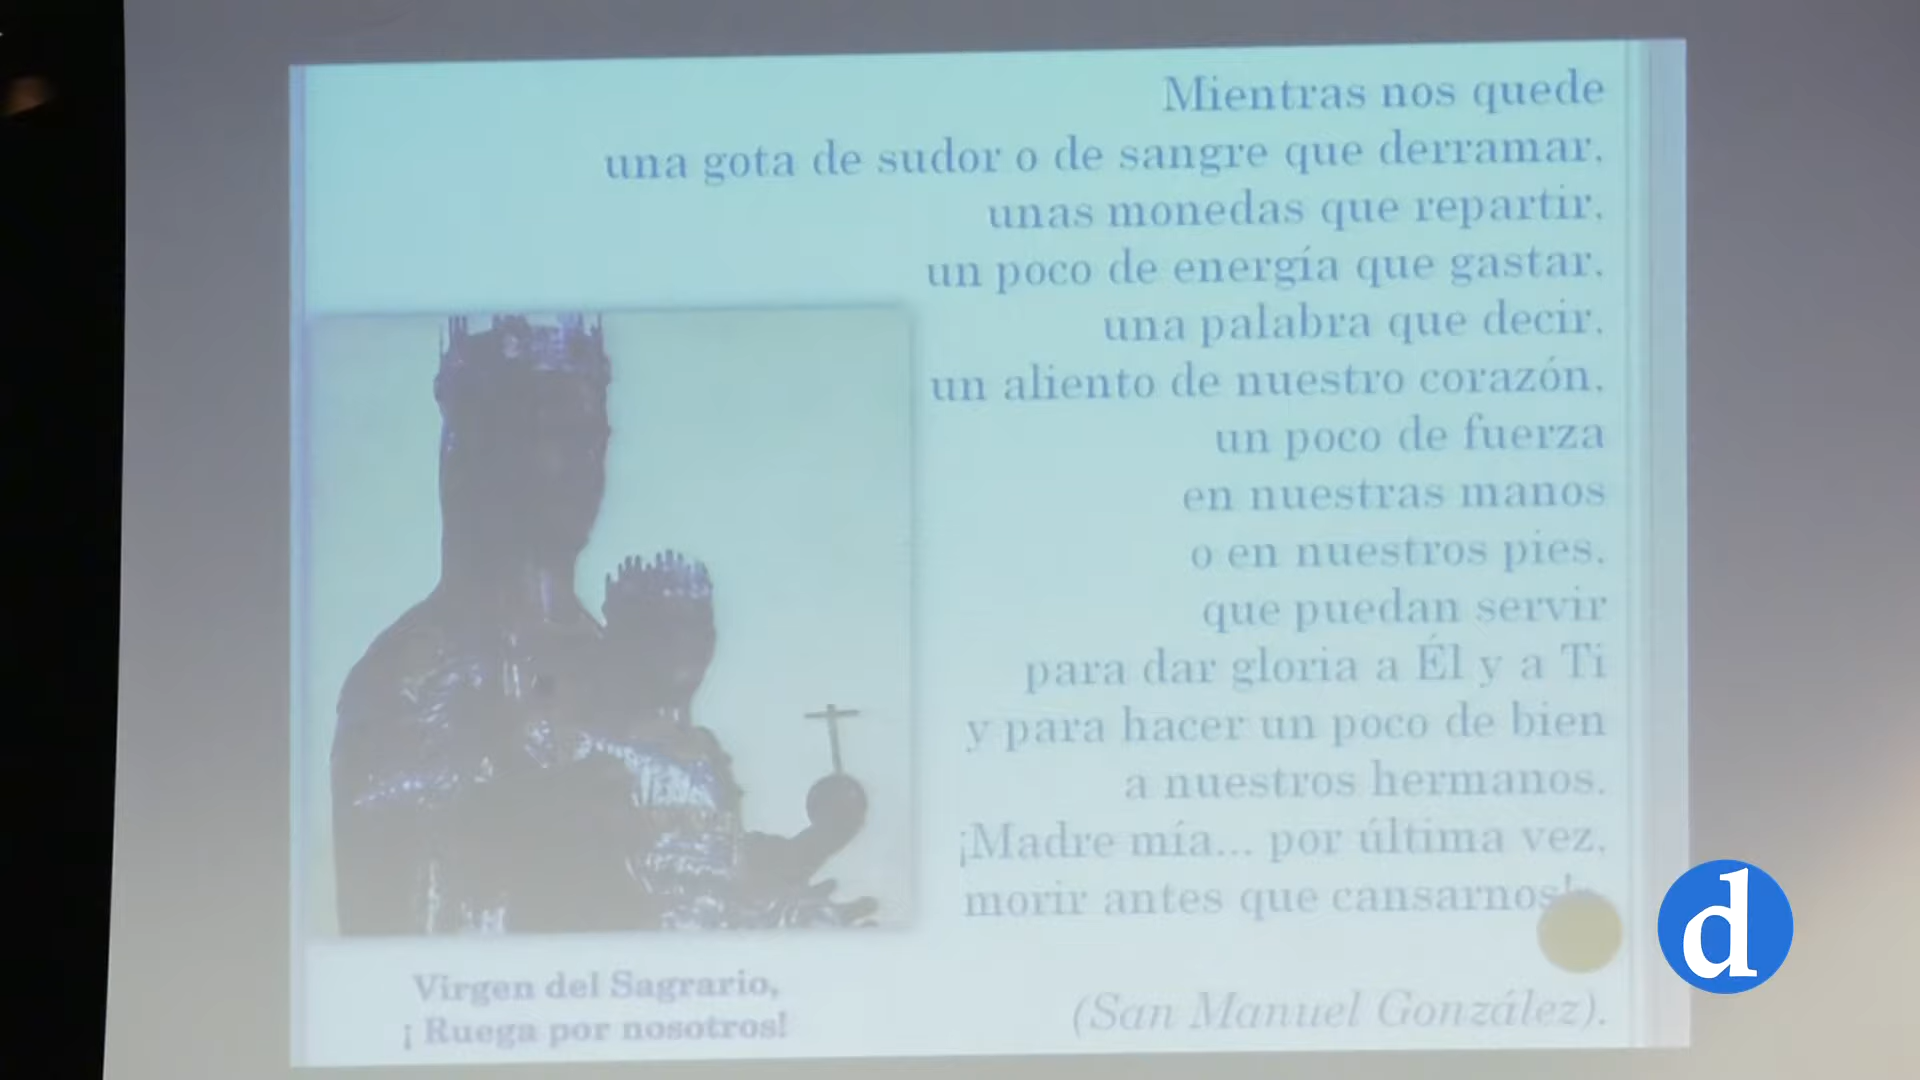 Mientras nos quede
una gota de sudor o de sangre que derramar,
unas monedas que repartir,
un poco de energía que gastar,
una palabra que decir,
un aliento de nuestro corazón,
un poco de fuerza
en nuestras manos
o en nuestros pies,
que puedan servir
para dar gloria a Él y a Ti
y para hacer un poco de bien
a nuestros hermanos.
¡Madre mía... por última vez,
morir antes que cansarnos!
(San Manuel González).
Virgen del Sagrario,
¡ Ruega por nosotros!
d